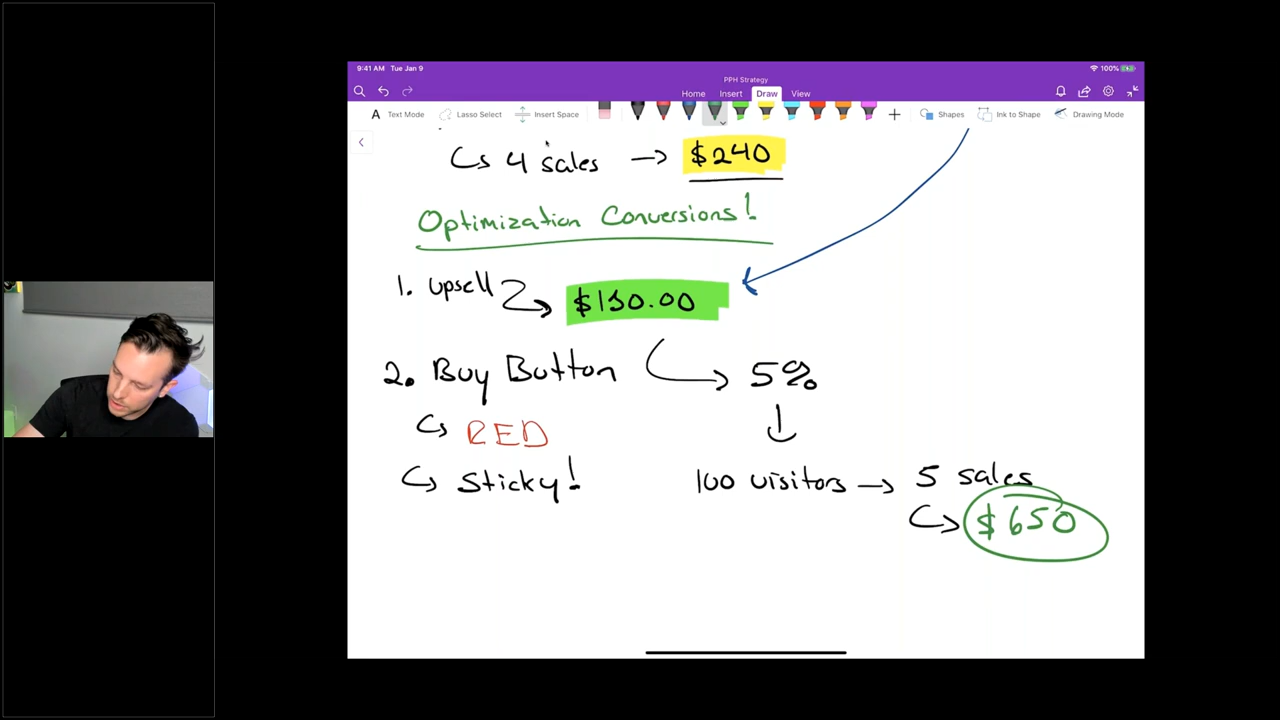 9:41 AM Tue Jan 9
100%
PPH Strategy
Home Insert Draw View
A Text Mode Lasso Select Insert Space Shapes Ink to Shape Drawing Mode
4 sales → $240
Optimization Conversions!
1. Upsell $130.00
2. Buy Button 5%
RED
Sticky!
100 visitors → 5 sales
$650